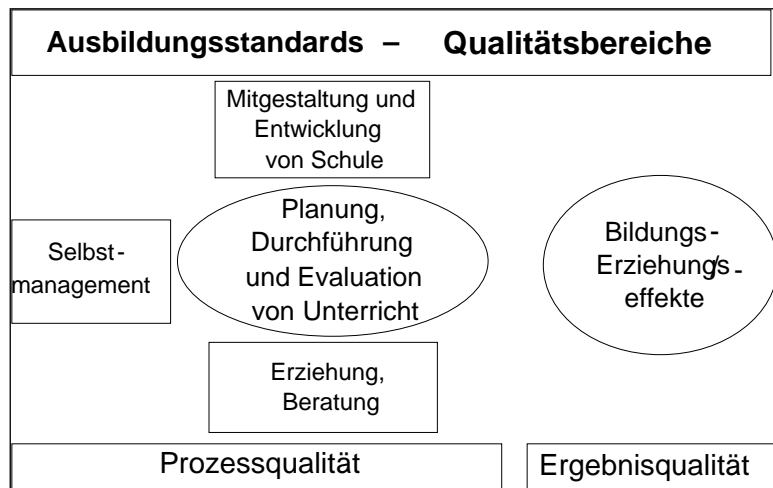 Ausbildungsstandards – Qualitätsbereiche
Mitgestaltung und
Entwicklung
von Schule
Selbst-
management
Planung,
Durchführung
und Evaluation
von Unterricht
Erziehung,
Beratung
Bildungs-
Erziehungs/-
effekte
Prozessqualität
Ergebnisqualität